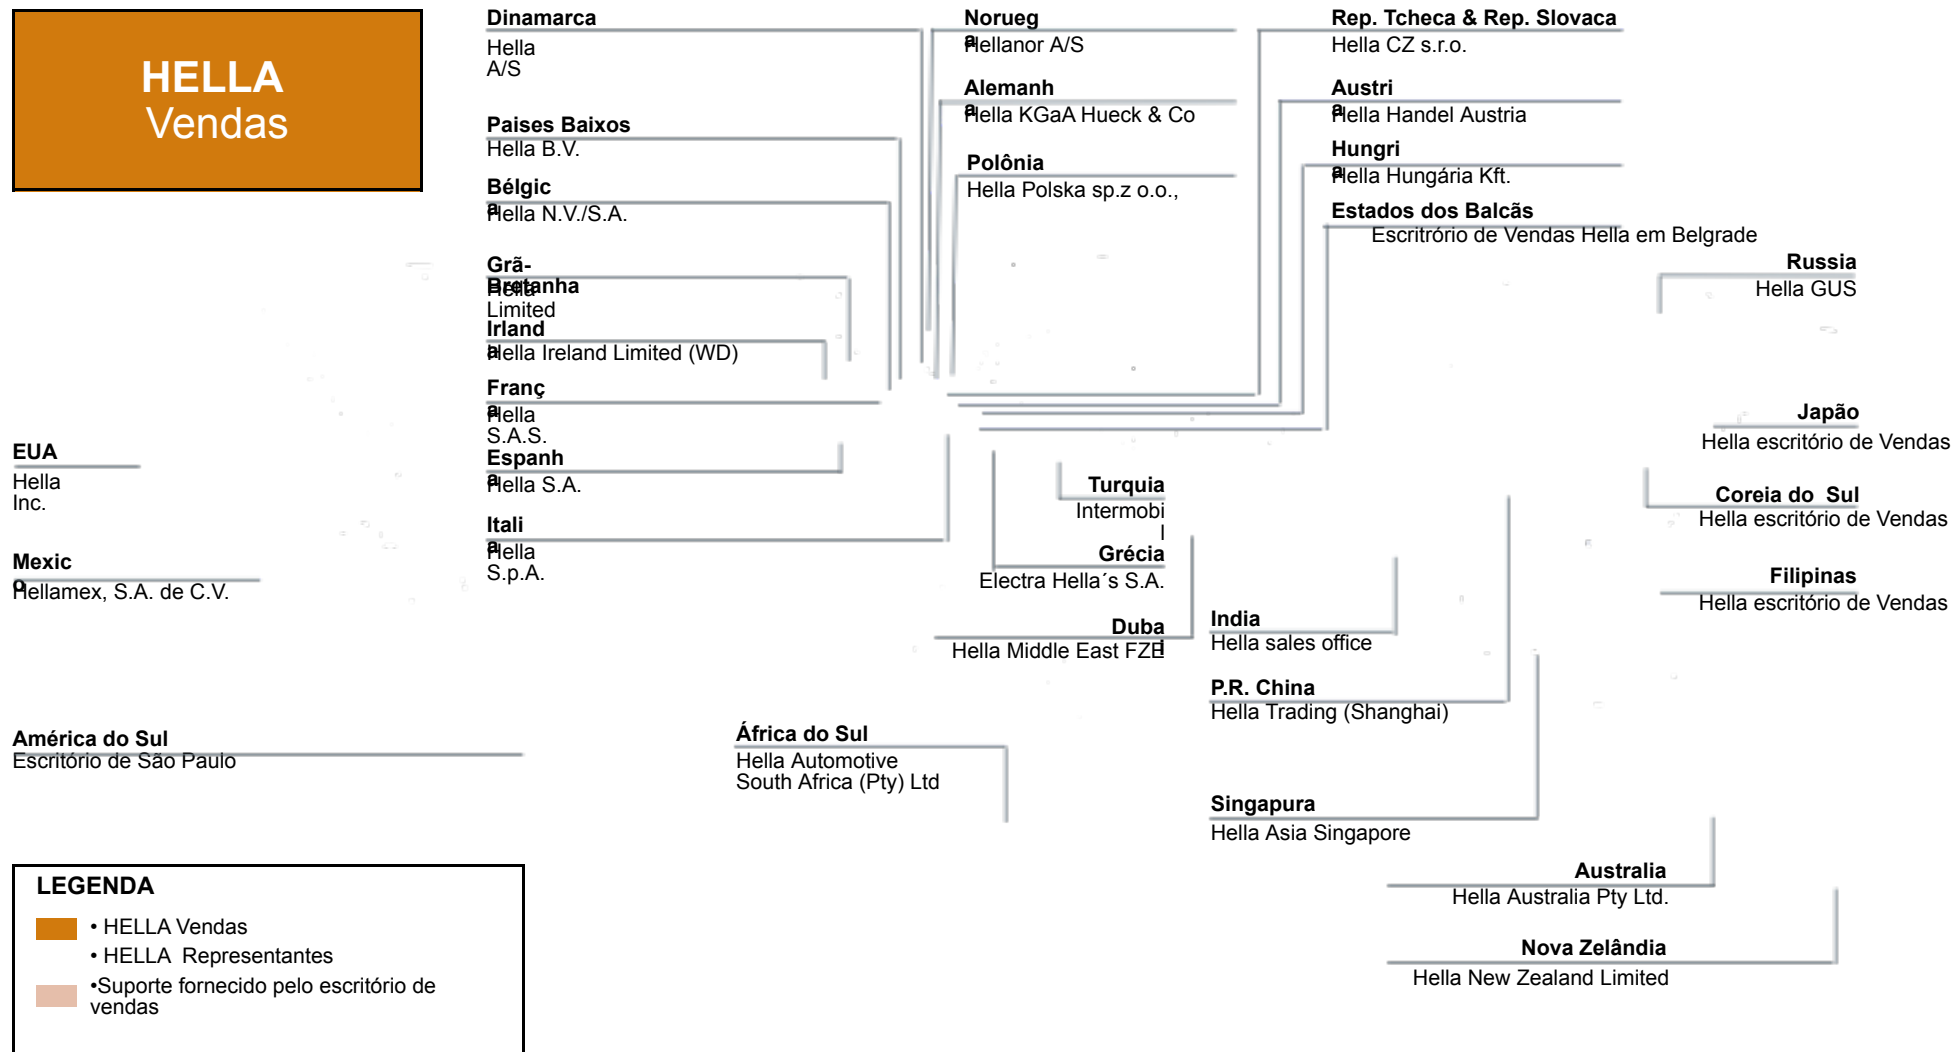 HELLA
Vendas
Dinamarca
Hella
A/S
Paises Baixos
Hella B.V.
Bélgic
a
Hella N.V./S.A.
Grã-
Bretanha
Hella
Limited
Irland
a
Hella Ireland Limited (WD)
Franç
a
Hella
S.A.S.
Espanh
a
Hella S.A.
Itali
a
Hella
S.p.A.
Norueg
a
Hellanor A/S
Alemanh
a
Hella KGaA Hueck & Co
Polônia
Hella Polska sp.z o.o.,
Rep. Tcheca & Rep. Slovaca
Hella CZ s.r.o.
Austri
a
Hella Handel Austria
Hungri
a
Hella Hungária Kft.
Estados dos Balcãs
Escritrório de Vendas Hella em Belgrade
Russia
Hella GUS
Japão
Hella escritório de Vendas
Coreia do  Sul
Hella escritório de Vendas
Filipinas
Hella escritório de Vendas
EUA
Hella
Inc.
Mexic
o
Hellamex, S.A. de C.V.
América do Sul
Escritório de São Paulo
Turquia
Intermobi
l
Grécia
Electra Hella´s S.A.
Duba
i
Hella Middle East FZE
África do Sul
Hella Automotive
South Africa (Pty) Ltd
India
Hella sales office
P.R. China
Hella Trading (Shanghai)
Singapura
Hella Asia Singapore
Australia
Hella Australia Pty Ltd.
Nova Zelândia
Hella New Zealand Limited
LEGENDA
• HELLA Vendas
• HELLA  Representantes
•Suporte fornecido pelo escritório de
vendas